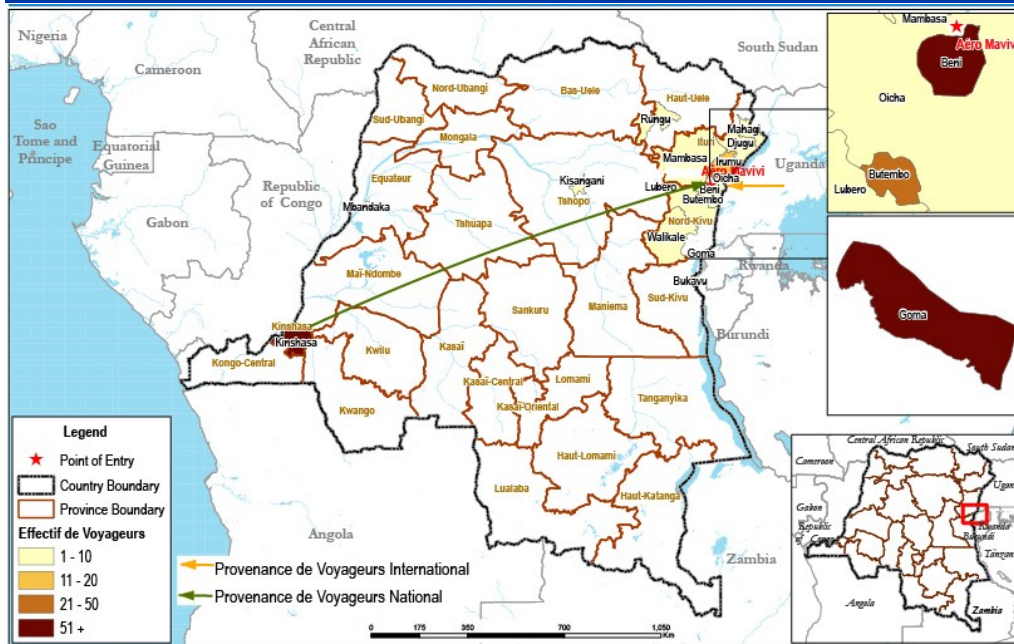 Nigeria
Cameroon
Central
African
Republic
South Sudan
Sao
Tome and
Principe
Equatorial
Guinea
Gabon
Republic
of Congo
Uganda
Rwanda
Burundi
Angola
Zambia
Nord-Ubangi
Bas-Uele
Haut-Uele
Sud-Ubangi
Mongala
Rungu
Mahagi
Djugu
Ituri
Mambasa
Irumu
Aéro Mavivi
Oicha
Beni
Butembo
Lubero
Equateur
Kisangani
Tshopo
Mbandaka
Tshuapa
Nord-Kivu
Walikale
Goma
Maï-Ndombe
Bukavu
Sud-Kivu
Sankuru
Maniema
Kinshasa
Kinshasa
Kongo-Central
Kwilu
Kasaï
Kwango
Kasaï-Central
Kasaï-Oriental
Lomami
Tanganyika
Haut-Lomami
Lualaba
Haut-Katanga
Mambasa
Aéro Mavivi
Beni
Oicha
Butembo
Lubero
Goma
Legend
Point of Entry
Country Boundary
Province Boundary
Effectif de Voyageurs
1 - 10
11 - 20
21 - 50
51 +
Provenance de Voyageurs International
Provenance de Voyageurs National
0 175 350 700 1,050
Km
Central African Republic
South Sudan
Cameroon
Gabon
Republic
Rwanda
Burundi
Angola
Zambia